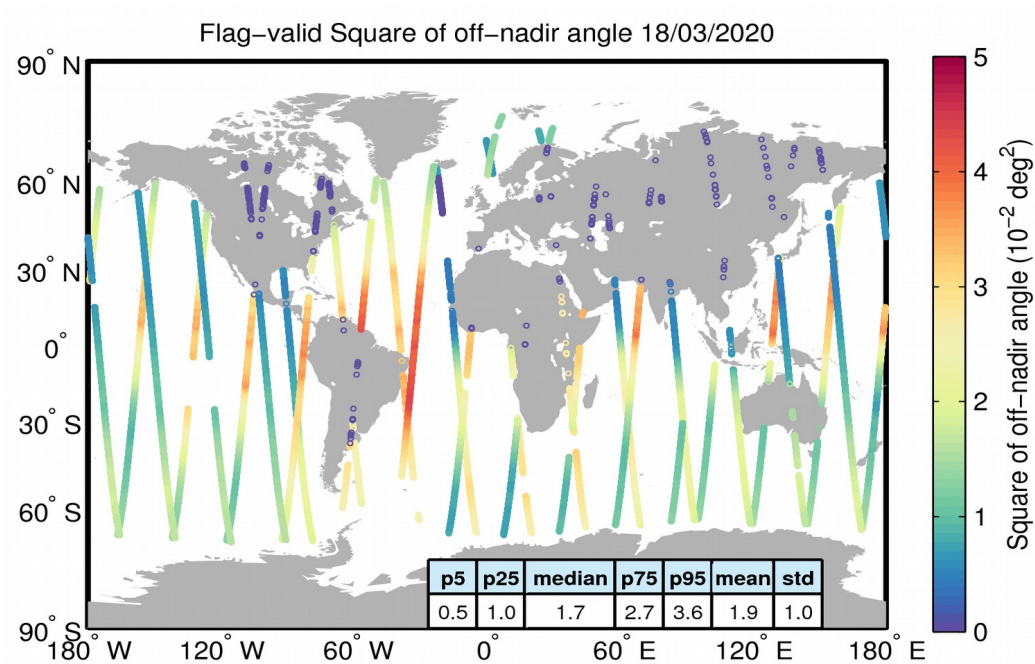 Flag−valid Square of off−nadir angle 18/03/2020
90° N
60° N
30° N
0°
30° S
60° S
90° S
180° W
120° W
60° W
0°
60° E
120° E
180° E
5
4
3
2
1
0
Square of off−nadir angle (10⁻² deg²)
p5 p25 median p75 p95 mean std
0.5 1.0 1.7 2.7 3.6 1.9 1.0